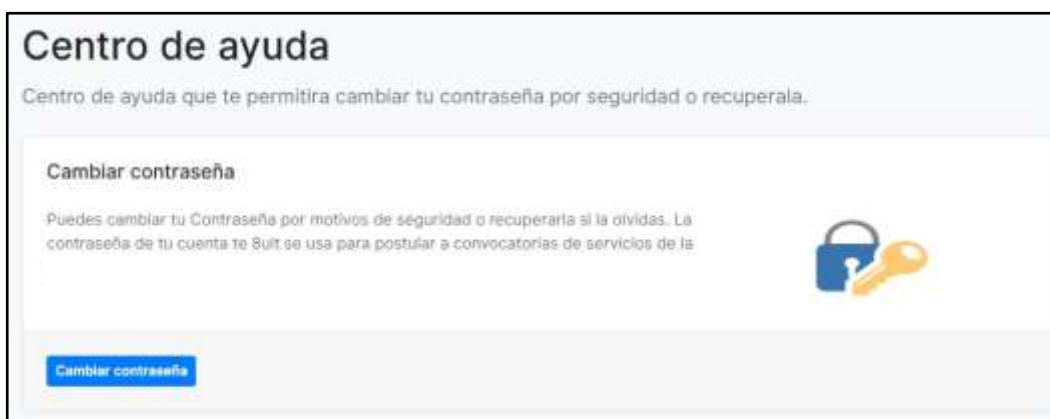 Centro de ayuda
Centro de ayuda que te permitira cambiar tu contraseña por seguridad o recuperala.
Cambiar contraseña
Puedes cambiar tu Contraseña por motivos de seguridad o recuperarla si la olvidas. La
contraseña de tu cuenta te 8uit se usa para postular a convocatorias de servicios de la
Cambiar contraseña